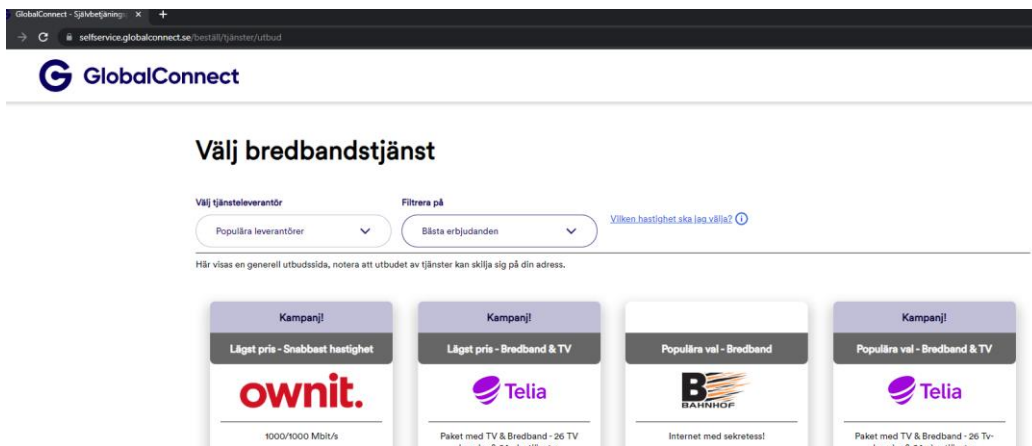 GlobalConnect - Självbetjäning
selfservice.globalconnect.se/beställ/tjänster/utbud
GlobalConnect
Välj bredbandstjänst
Välj tjänsteleverantör
Filtrera på
Populära leverantörer
Bästa erbjudanden
Vilken hastighet ska jag välja?
Här visas en generell utbudssida, notera att utbudet av tjänster kan skilja sig på din adress.
Kampanj!
Lägst pris - Snabbast hastighet
ownit.
1000/1000 Mbit/s
Kampanj!
Lägst pris - Bredband & TV
Telia
Paket med TV & Bredband - 26 TV
Populära val - Bredband
BAHNHOF
Internet med sekretess!
Kampanj!
Populära val - Bredband & TV
Telia
Paket med TV & Bredband - 26 Tv-